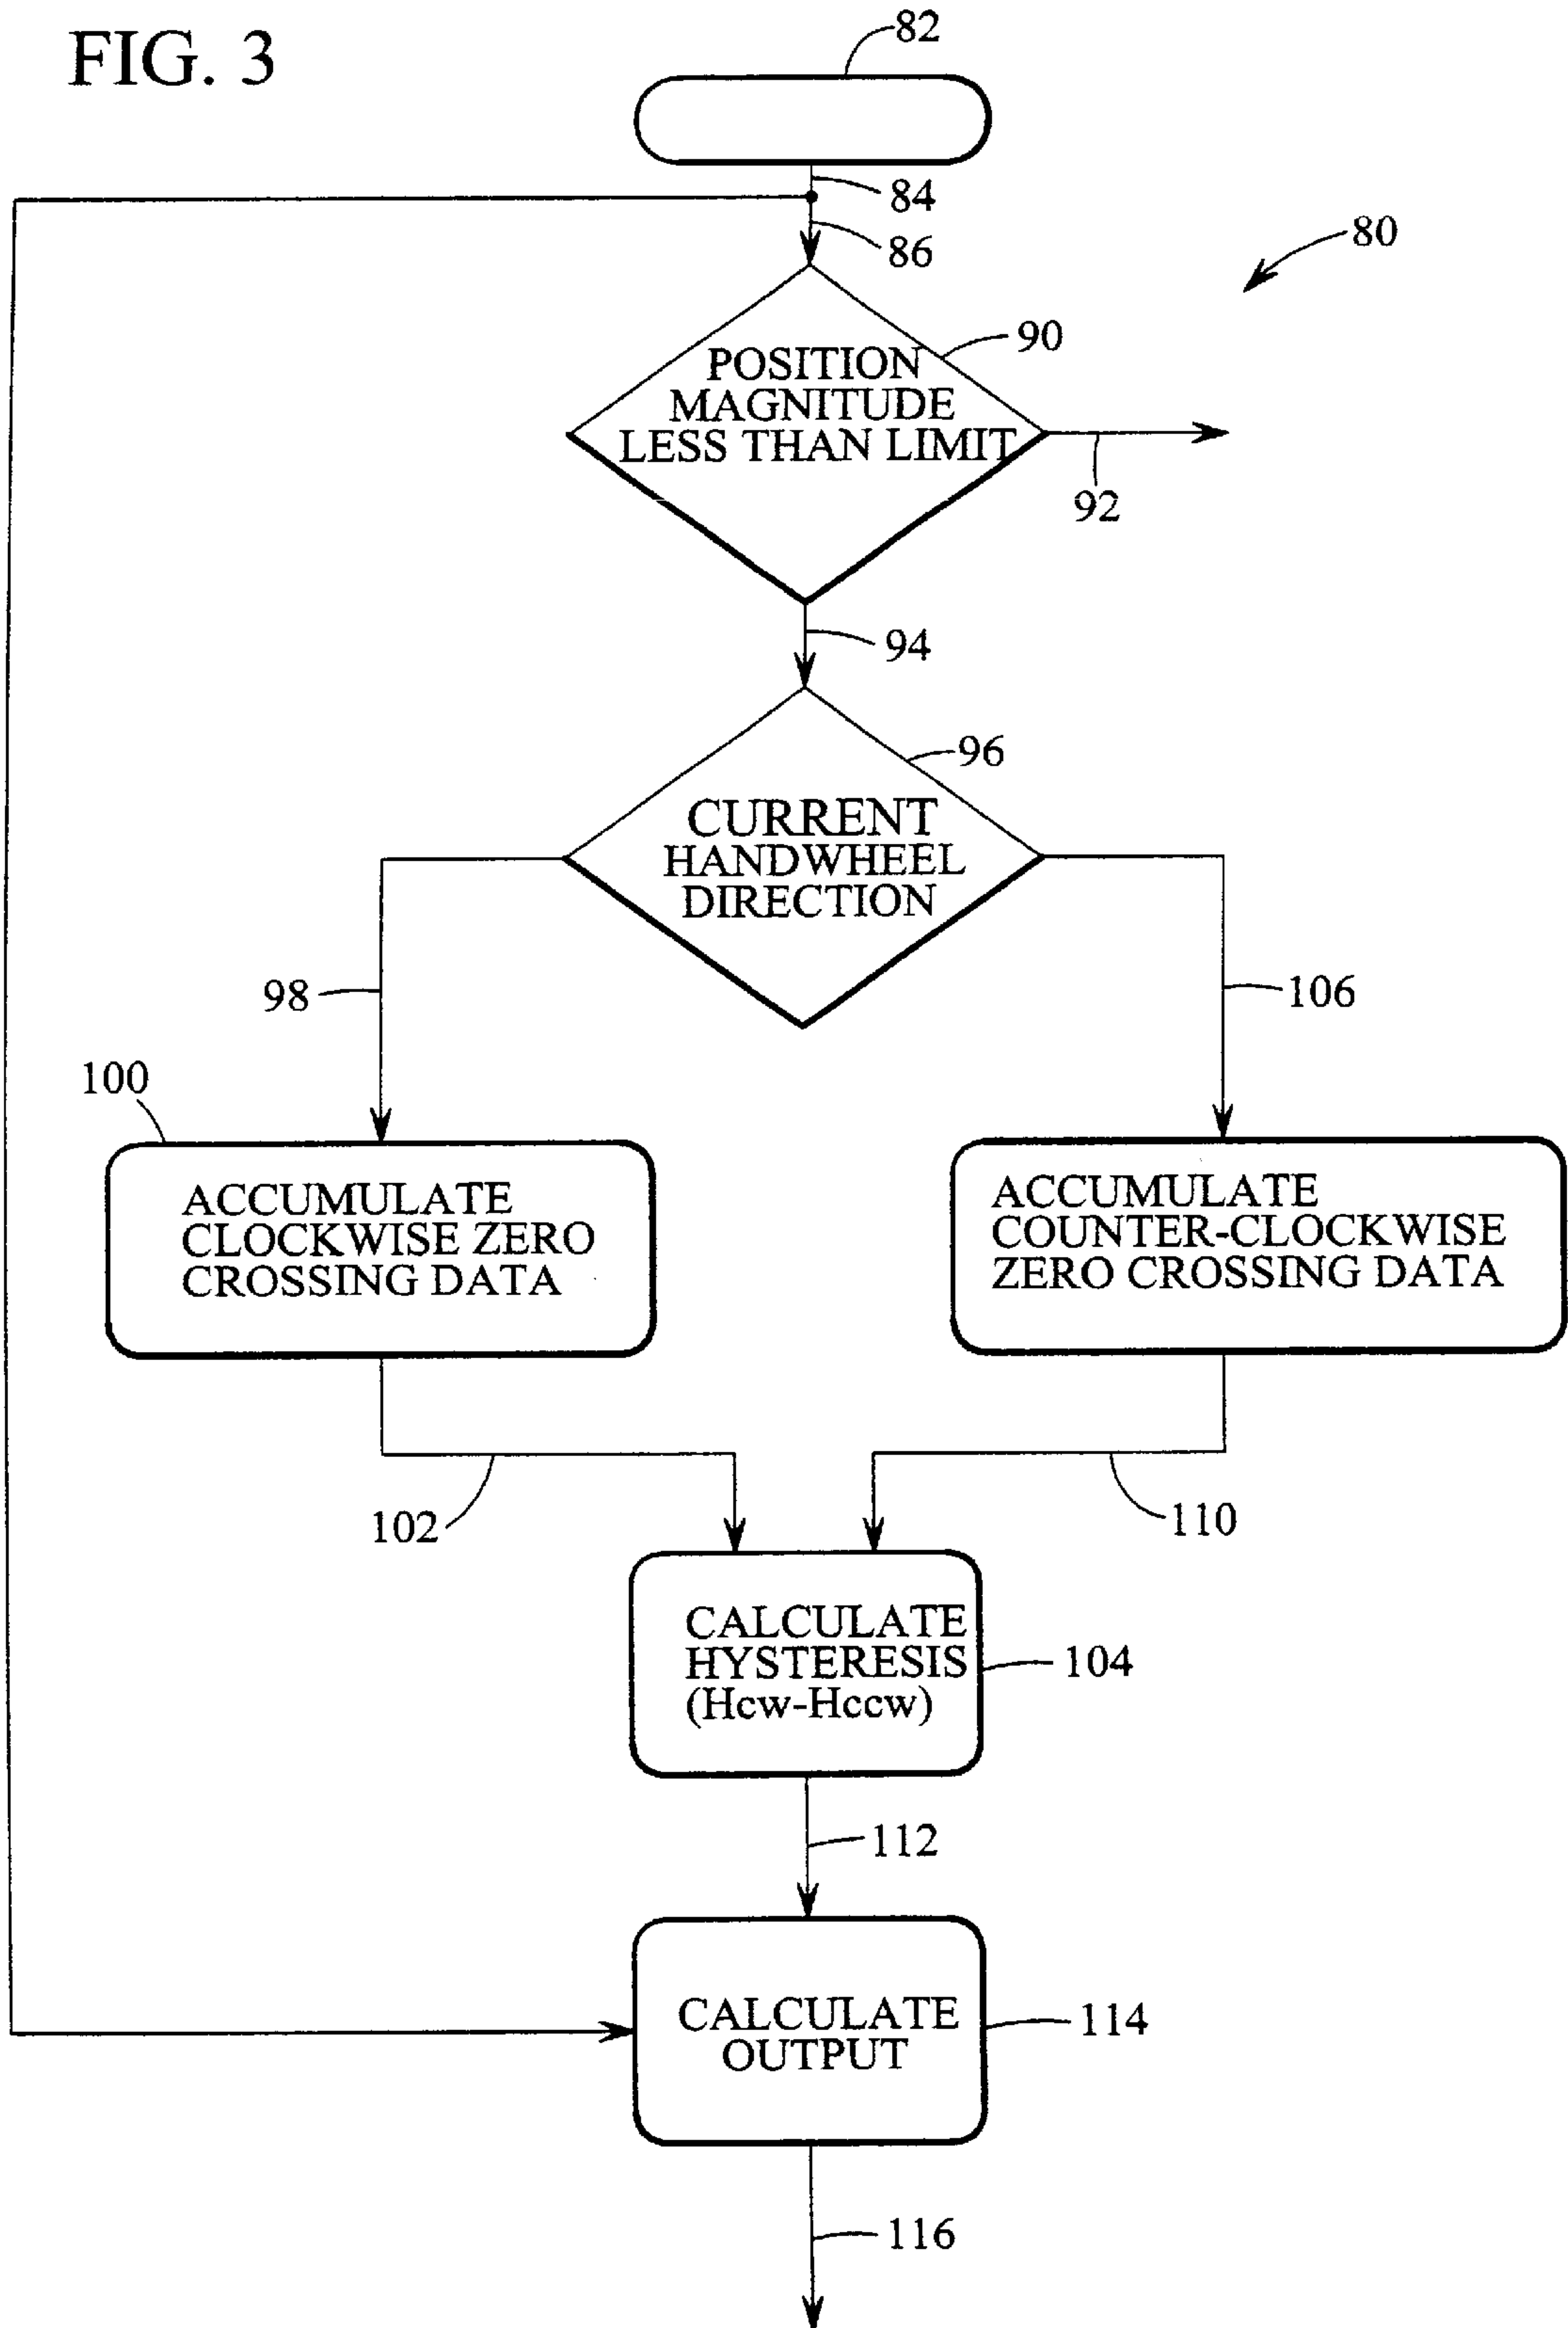 FIG. 3
82
84
86
80
90
POSITION
MAGNITUDE
LESS THAN LIMIT
92
94
96
CURRENT
HANDWHEEL
DIRECTION
98
106
100
ACCUMULATE
CLOCKWISE ZERO
CROSSING DATA
ACCUMULATE
COUNTER-CLOCKWISE
ZERO CROSSING DATA
102
110
CALCULATE
HYSTERESIS
(Hcw-Hccw)
104
112
CALCULATE
OUTPUT
114
116